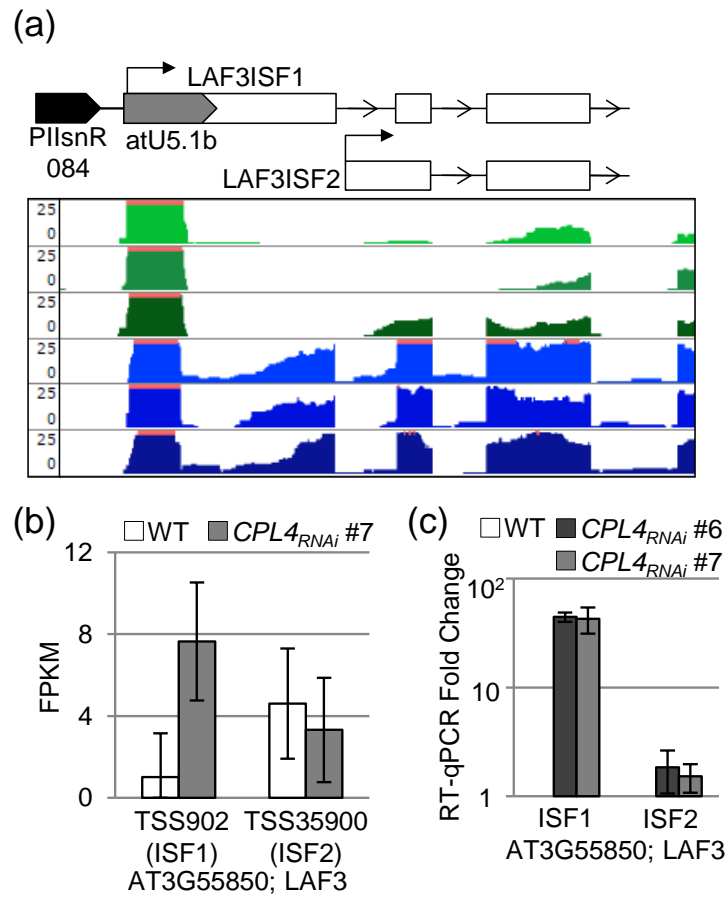 (a)
LAF3ISF1
PIIsnR
084
atU5.1b
LAF3ISF2
25
0
25
0
25
0
25
0
25
0
25
0
(b)
WT CPL4RNAi #7
12
8
4
0
FPKM
TSS902 TSS35900
(ISF1) (ISF2)
AT3G55850; LAF3
(c)
WT CPL4RNAi #6
CPL4RNAi #7
10²
10
1
RT-qPCR Fold Change
ISF1 ISF2
AT3G55850; LAF3